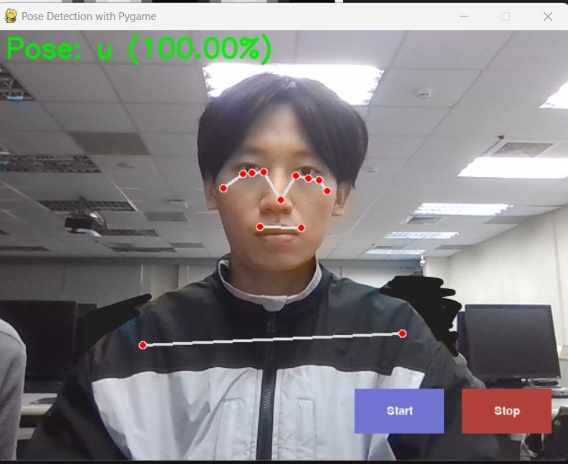 Pose Detection with Pygame
Pose: u (100.00%)
Start
Stop